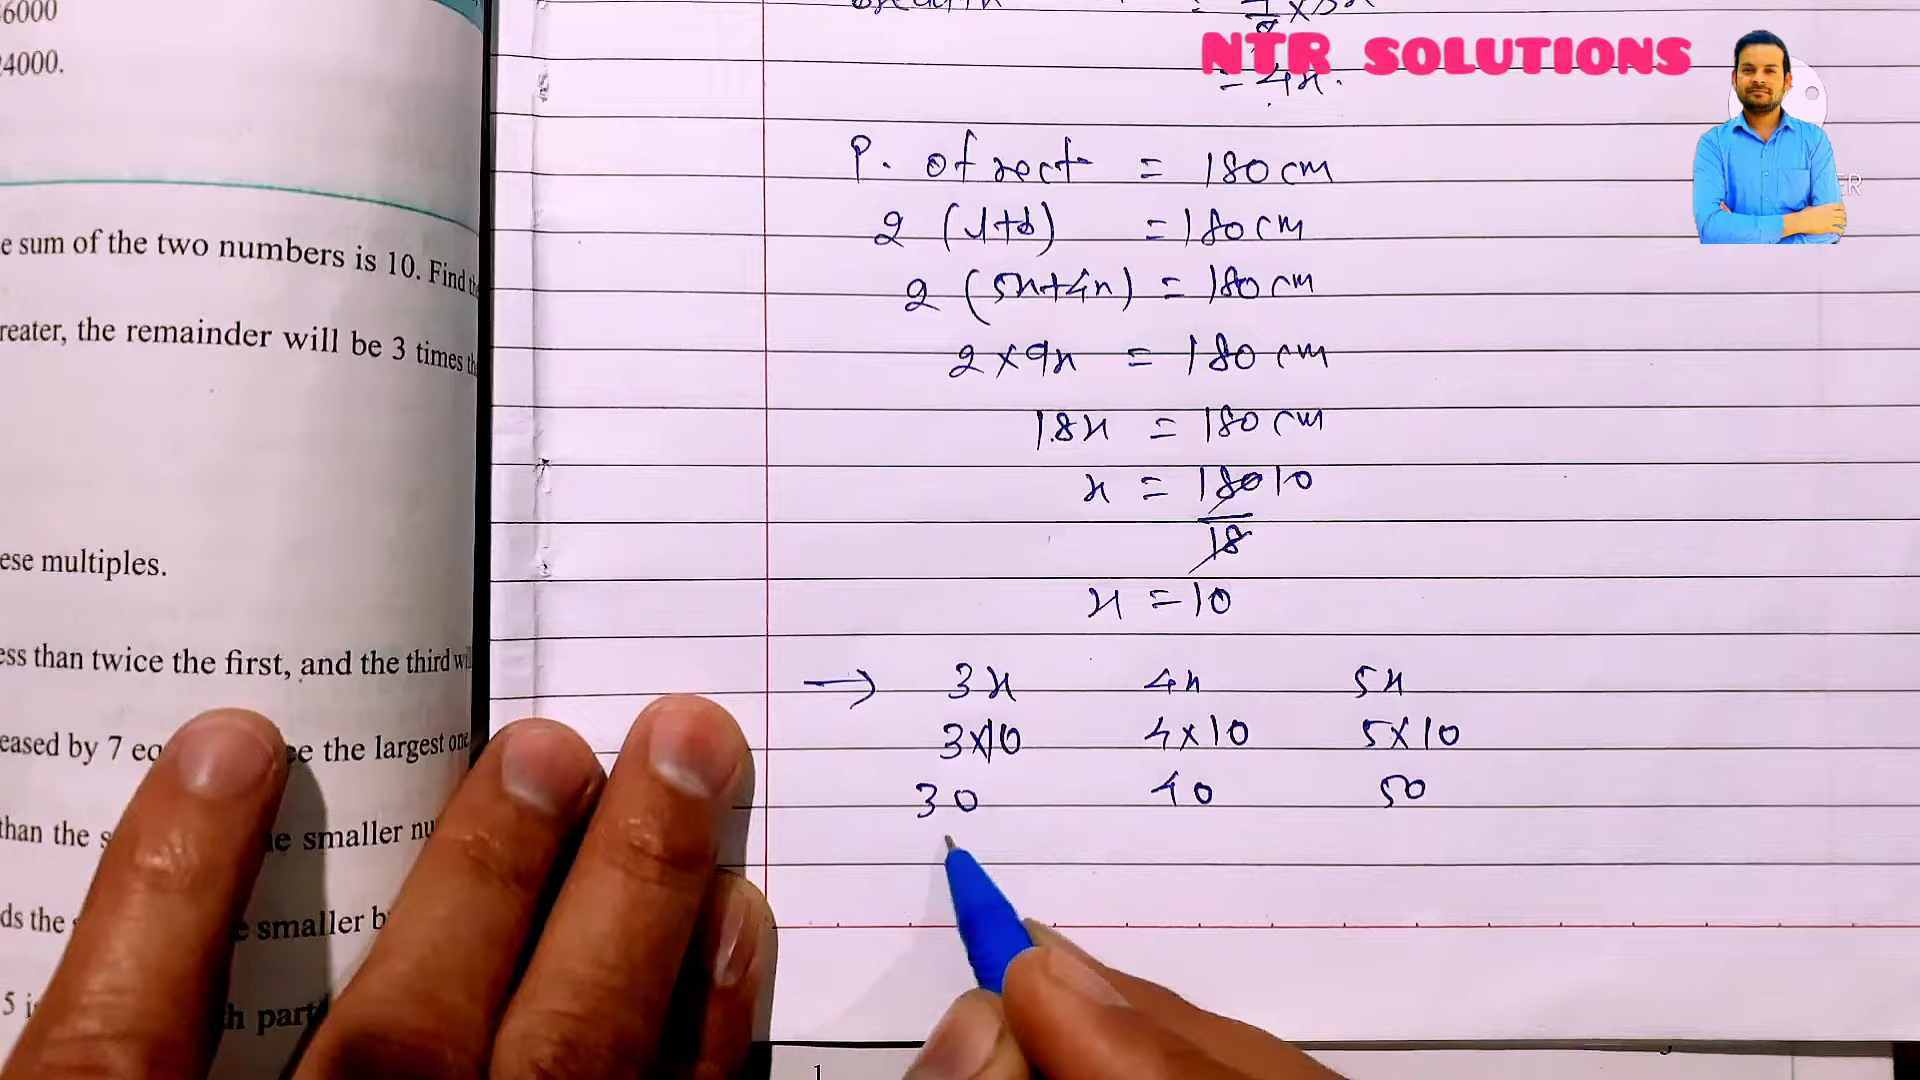 6000
4000.
e sum of the two numbers is 10. Find
reater, the remainder will be 3 times
ese multiples.
ess than twice the first, and the third
eased by 7 the largest one
than the smaller
ds the smaller
5
NTR SOLUTIONS
= 4x.
P. of rect = 180 cm
2 (l+b) = 180 cm
2 (5x+4x) = 180 cm
2 × 9x = 180 cm
18x = 180 cm
x = 180 10
18
x = 10
→ 3x 4x 5x
3×10 4×10 5×10
30 40 50